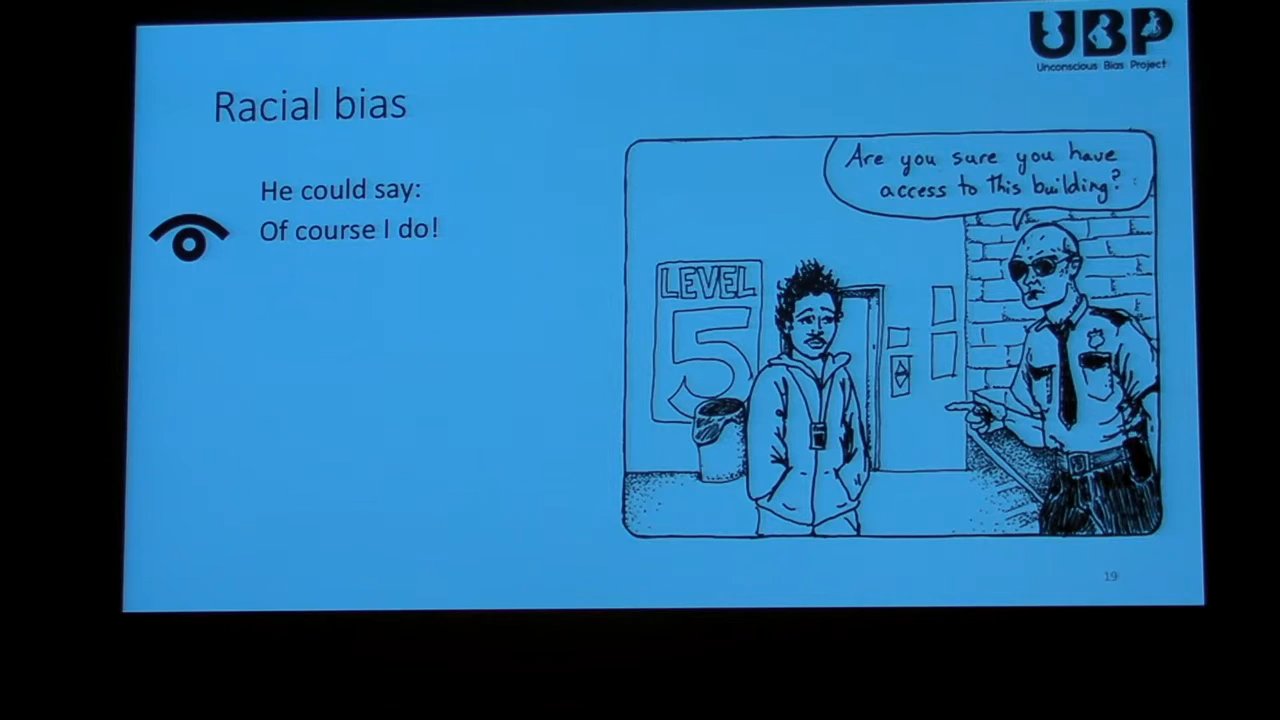 UBP
Unconscious Bias Project
Racial bias
He could say:
Of course I do!
Are you sure you have
access to this building?
LEVEL
5
19